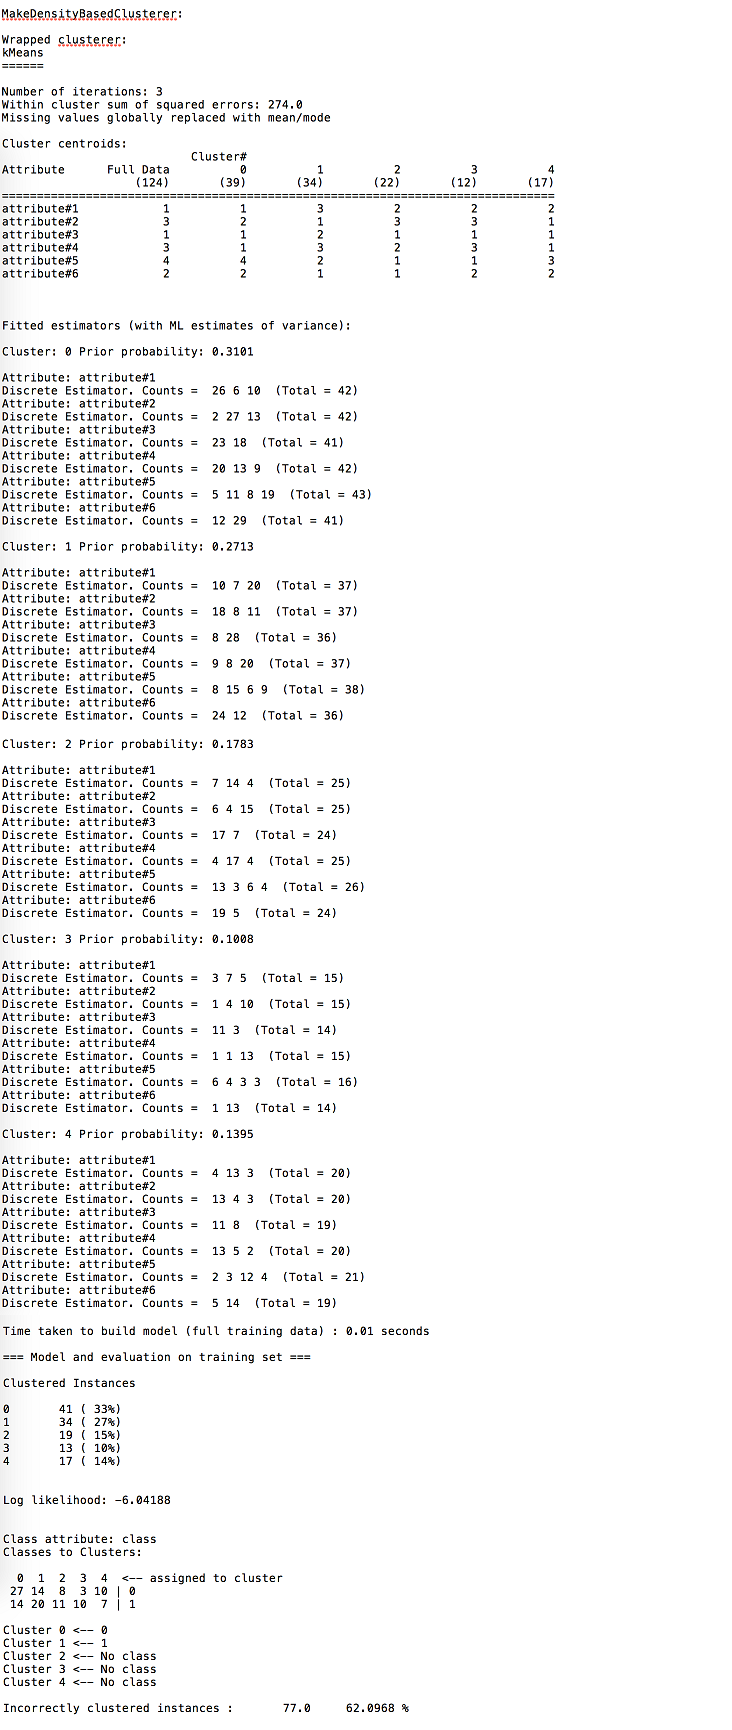 MakeDensityBasedClusterer:
Wrapped clusterer:
kMeans
======
Number of iterations: 3
Within cluster sum of squared errors: 274.0
Missing values globally replaced with mean/mode
Cluster centroids:
Cluster#
Attribute Full Data 0 1 2 3 4
(124) (39) (34) (22) (12) (17)
================================================================================
attribute#1 1 1 3 2 2 2
attribute#2 3 2 1 3 3 1
attribute#3 1 1 2 1 1 1
attribute#4 3 1 3 2 3 1
attribute#5 4 4 2 1 1 3
attribute#6 2 2 1 1 2 2
Fitted estimators (with ML estimates of variance):
Cluster: 0 Prior probability: 0.3101
Attribute: attribute#1
Discrete Estimator. Counts = 26 6 10 (Total = 42)
Attribute: attribute#2
Discrete Estimator. Counts = 2 27 13 (Total = 42)
Attribute: attribute#3
Discrete Estimator. Counts = 23 18 (Total = 41)
Attribute: attribute#4
Discrete Estimator. Counts = 20 13 9 (Total = 42)
Attribute: attribute#5
Discrete Estimator. Counts = 5 11 8 19 (Total = 43)
Attribute: attribute#6
Discrete Estimator. Counts = 12 29 (Total = 41)
Cluster: 1 Prior probability: 0.2713
Attribute: attribute#1
Discrete Estimator. Counts = 10 7 20 (Total = 37)
Attribute: attribute#2
Discrete Estimator. Counts = 18 8 11 (Total = 37)
Attribute: attribute#3
Discrete Estimator. Counts = 8 28 (Total = 36)
Attribute: attribute#4
Discrete Estimator. Counts = 9 8 20 (Total = 37)
Attribute: attribute#5
Discrete Estimator. Counts = 8 15 6 9 (Total = 38)
Attribute: attribute#6
Discrete Estimator. Counts = 24 12 (Total = 36)
Cluster: 2 Prior probability: 0.1783
Attribute: attribute#1
Discrete Estimator. Counts = 7 14 4 (Total = 25)
Attribute: attribute#2
Discrete Estimator. Counts = 6 4 15 (Total = 25)
Attribute: attribute#3
Discrete Estimator. Counts = 17 7 (Total = 24)
Attribute: attribute#4
Discrete Estimator. Counts = 4 17 4 (Total = 25)
Attribute: attribute#5
Discrete Estimator. Counts = 13 3 6 4 (Total = 26)
Attribute: attribute#6
Discrete Estimator. Counts = 19 5 (Total = 24)
Cluster: 3 Prior probability: 0.1008
Attribute: attribute#1
Discrete Estimator. Counts = 3 7 5 (Total = 15)
Attribute: attribute#2
Discrete Estimator. Counts = 1 4 10 (Total = 15)
Attribute: attribute#3
Discrete Estimator. Counts = 11 3 (Total = 14)
Attribute: attribute#4
Discrete Estimator. Counts = 1 1 13 (Total = 15)
Attribute: attribute#5
Discrete Estimator. Counts = 6 4 3 3 (Total = 16)
Attribute: attribute#6
Discrete Estimator. Counts = 1 13 (Total = 14)
Cluster: 4 Prior probability: 0.1395
Attribute: attribute#1
Discrete Estimator. Counts = 4 13 3 (Total = 20)
Attribute: attribute#2
Discrete Estimator. Counts = 13 4 3 (Total = 20)
Attribute: attribute#3
Discrete Estimator. Counts = 11 8 (Total = 19)
Attribute: attribute#4
Discrete Estimator. Counts = 13 5 2 (Total = 20)
Attribute: attribute#5
Discrete Estimator. Counts = 2 3 12 4 (Total = 21)
Attribute: attribute#6
Discrete Estimator. Counts = 5 14 (Total = 19)
Time taken to build model (full training data) : 0.01 seconds
=== Model and evaluation on training set ===
Clustered Instances
0 41 ( 33%)
1 34 ( 27%)
2 19 ( 15%)
3 13 ( 10%)
4 17 ( 14%)
Log likelihood: -6.04188
Class attribute: class
Classes to Clusters:
0 1 2 3 4 <-- assigned to cluster
27 14 8 3 10 | 0
14 20 11 10 7 | 1
Cluster 0 <-- 0
Cluster 1 <-- 1
Cluster 2 <-- No class
Cluster 3 <-- No class
Cluster 4 <-- No class
Incorrectly clustered instances : 77.0 62.0968 %